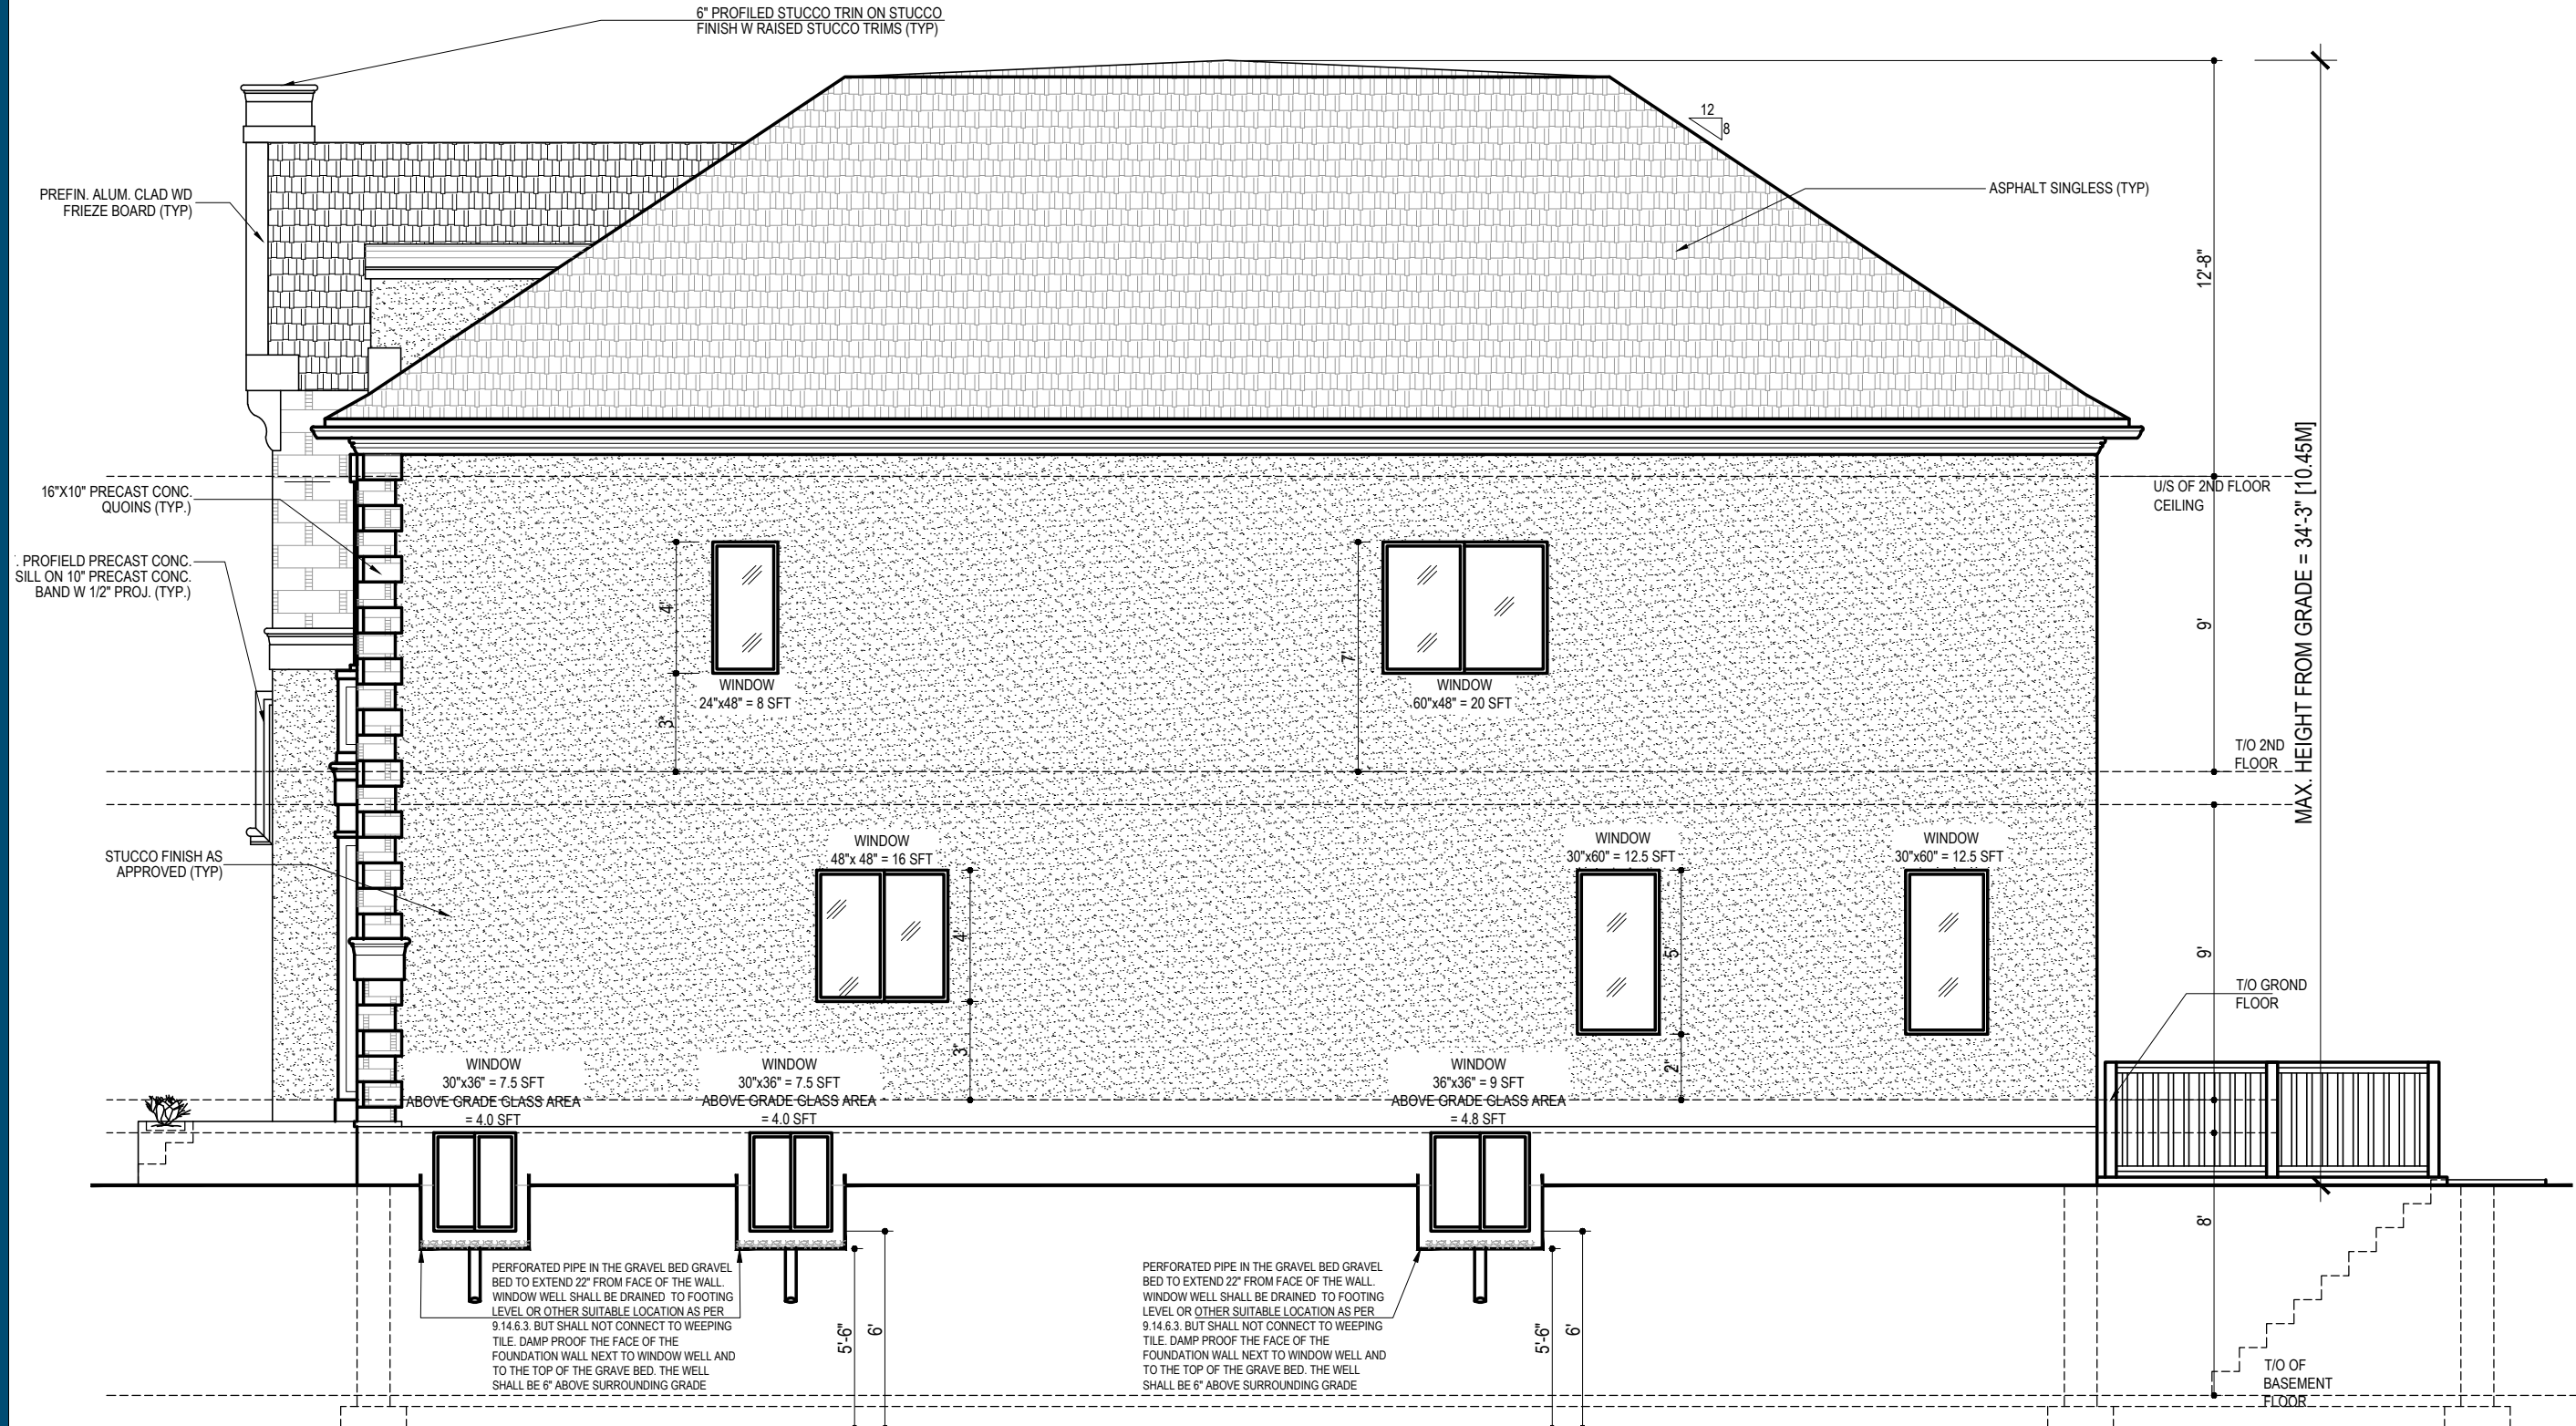 6" PROFILED STUCCO TRIN ON STUCCO
FINISH W RAISED STUCCO TRIMS (TYP)
12
8
PREFIN. ALUM. CLAD WD
FRIEZE BOARD (TYP)
ASPHALT SINGLESS (TYP)
12'-8"
16"X10" PRECAST CONC.
QUOINS (TYP.)
U/S OF 2ND FLOOR
CEILING
MAX. HEIGHT FROM GRADE = 34'-3" [10.45M]
. PROFIELD PRECAST CONC.
SILL ON 10" PRECAST CONC.
BAND W 1/2" PROJ. (TYP.)
4'
3'
WINDOW
24"x48" = 8 SFT
7'
WINDOW
60"x48" = 20 SFT
9'
T/O 2ND
FLOOR
STUCCO FINISH AS
APPROVED (TYP)
WINDOW
48"x 48" = 16 SFT
4'
3'
WINDOW
30"x60" = 12.5 SFT
5'
2'
WINDOW
30"x60" = 12.5 SFT
9'
T/O GROND
FLOOR
WINDOW
30"x36" = 7.5 SFT
ABOVE GRADE GLASS AREA
= 4.0 SFT
WINDOW
30"x36" = 7.5 SFT
ABOVE GRADE GLASS AREA
= 4.0 SFT
WINDOW
36"x36" = 9 SFT
ABOVE GRADE GLASS AREA
= 4.8 SFT
8'
PERFORATED PIPE IN THE GRAVEL BED GRAVEL
BED TO EXTEND 22" FROM FACE OF THE WALL.
WINDOW WELL SHALL BE DRAINED TO FOOTING
LEVEL OR OTHER SUITABLE LOCATION AS PER
9.14.6.3. BUT SHALL NOT CONNECT TO WEEPING
TILE. DAMP PROOF THE FACE OF THE
FOUNDATION WALL NEXT TO WINDOW WELL AND
TO THE TOP OF THE GRAVE BED. THE WELL
SHALL BE 6" ABOVE SURROUNDING GRADE
5'-6"
6'
PERFORATED PIPE IN THE GRAVEL BED GRAVEL
BED TO EXTEND 22" FROM FACE OF THE WALL.
WINDOW WELL SHALL BE DRAINED TO FOOTING
LEVEL OR OTHER SUITABLE LOCATION AS PER
9.14.6.3. BUT SHALL NOT CONNECT TO WEEPING
TILE. DAMP PROOF THE FACE OF THE
FOUNDATION WALL NEXT TO WINDOW WELL AND
TO THE TOP OF THE GRAVE BED. THE WELL
SHALL BE 6" ABOVE SURROUNDING GRADE
5'-6"
6'
T/O OF
BASEMENT
FLOOR